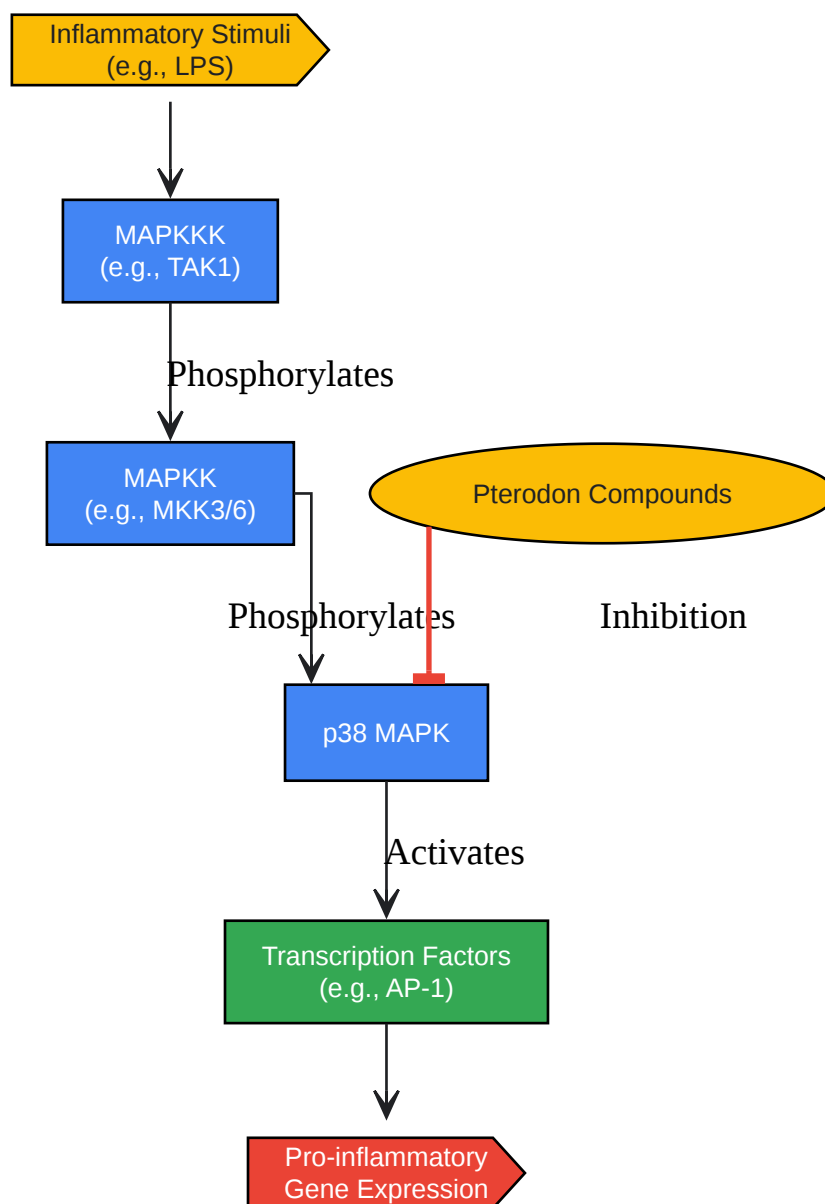 Inflammatory Stimuli
(e.g., LPS)
MAPKKK
(e.g., TAK1)
Phosphorylates
MAPKK
(e.g., MKK3/6)
Pterodon Compounds
Phosphorylates
Inhibition
p38 MAPK
Activates
Transcription Factors
(e.g., AP-1)
Pro-inflammatory
Gene Expression